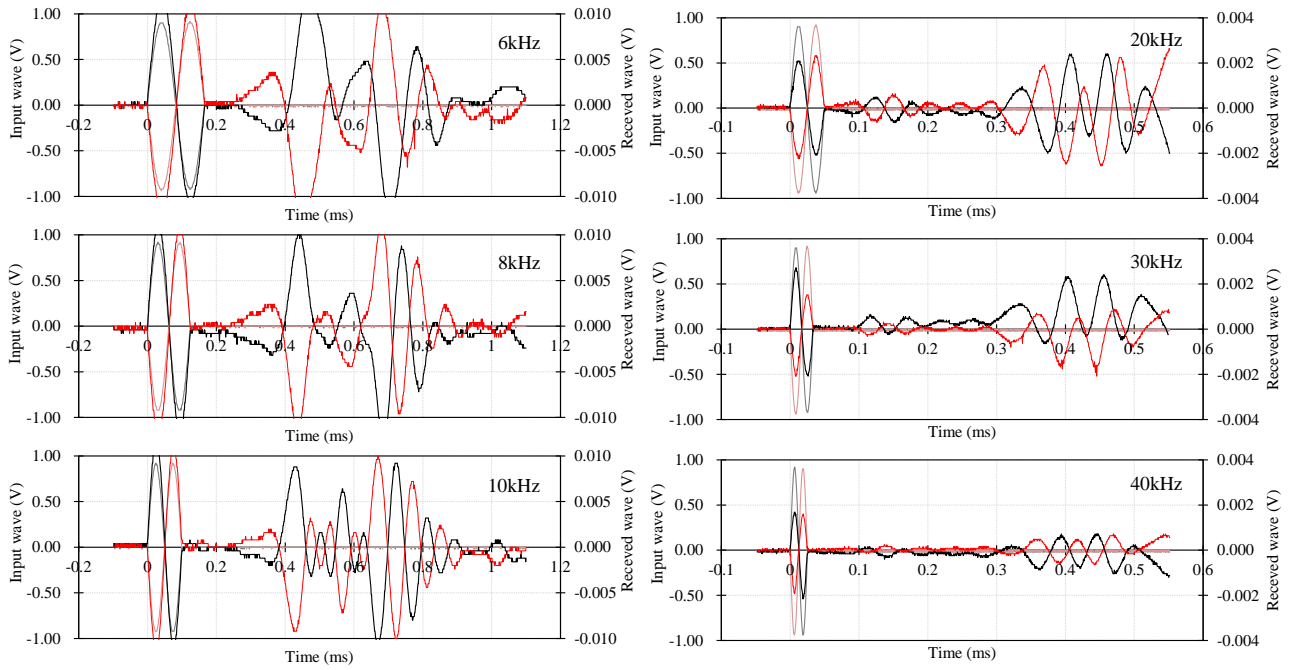 1.00 0.010
0.50 0.005
0.00 0.000
-0.50 -0.005
-1.00 -0.010
-0.2 0 0.2 0.4 0.6 0.8 1 1.2
Input wave (V)
Receved wave (V)
Time (ms)
6kHz
1.00 0.004
0.50 0.002
0.00 0.000
-0.50 -0.002
-1.00 -0.004
-0.1 0 0.1 0.2 0.3 0.4 0.5 0.6
Input wave (V)
Receved wave (V)
Time (ms)
20kHz
1.00 0.010
0.50 0.005
0.00 0.000
-0.50 -0.005
-1.00 -0.010
-0.2 0 0.2 0.4 0.6 0.8 1 1.2
Input wave (V)
Receved wave (V)
Time (ms)
8kHz
1.00 0.004
0.50 0.002
0.00 0.000
-0.50 -0.002
-1.00 -0.004
-0.1 0 0.1 0.2 0.3 0.4 0.5 0.6
Input wave (V)
Receved wave (V)
Time (ms)
30kHz
1.00 0.010
0.50 0.005
0.00 0.000
-0.50 -0.005
-1.00 -0.010
-0.2 0 0.2 0.4 0.6 0.8 1 1.2
Input wave (V)
Receved wave (V)
Time (ms)
10kHz
1.00 0.004
0.50 0.002
0.00 0.000
-0.50 -0.002
-1.00 -0.004
-0.1 0 0.1 0.2 0.3 0.4 0.5 0.6
Input wave (V)
Receved wave (V)
Time (ms)
40kHz